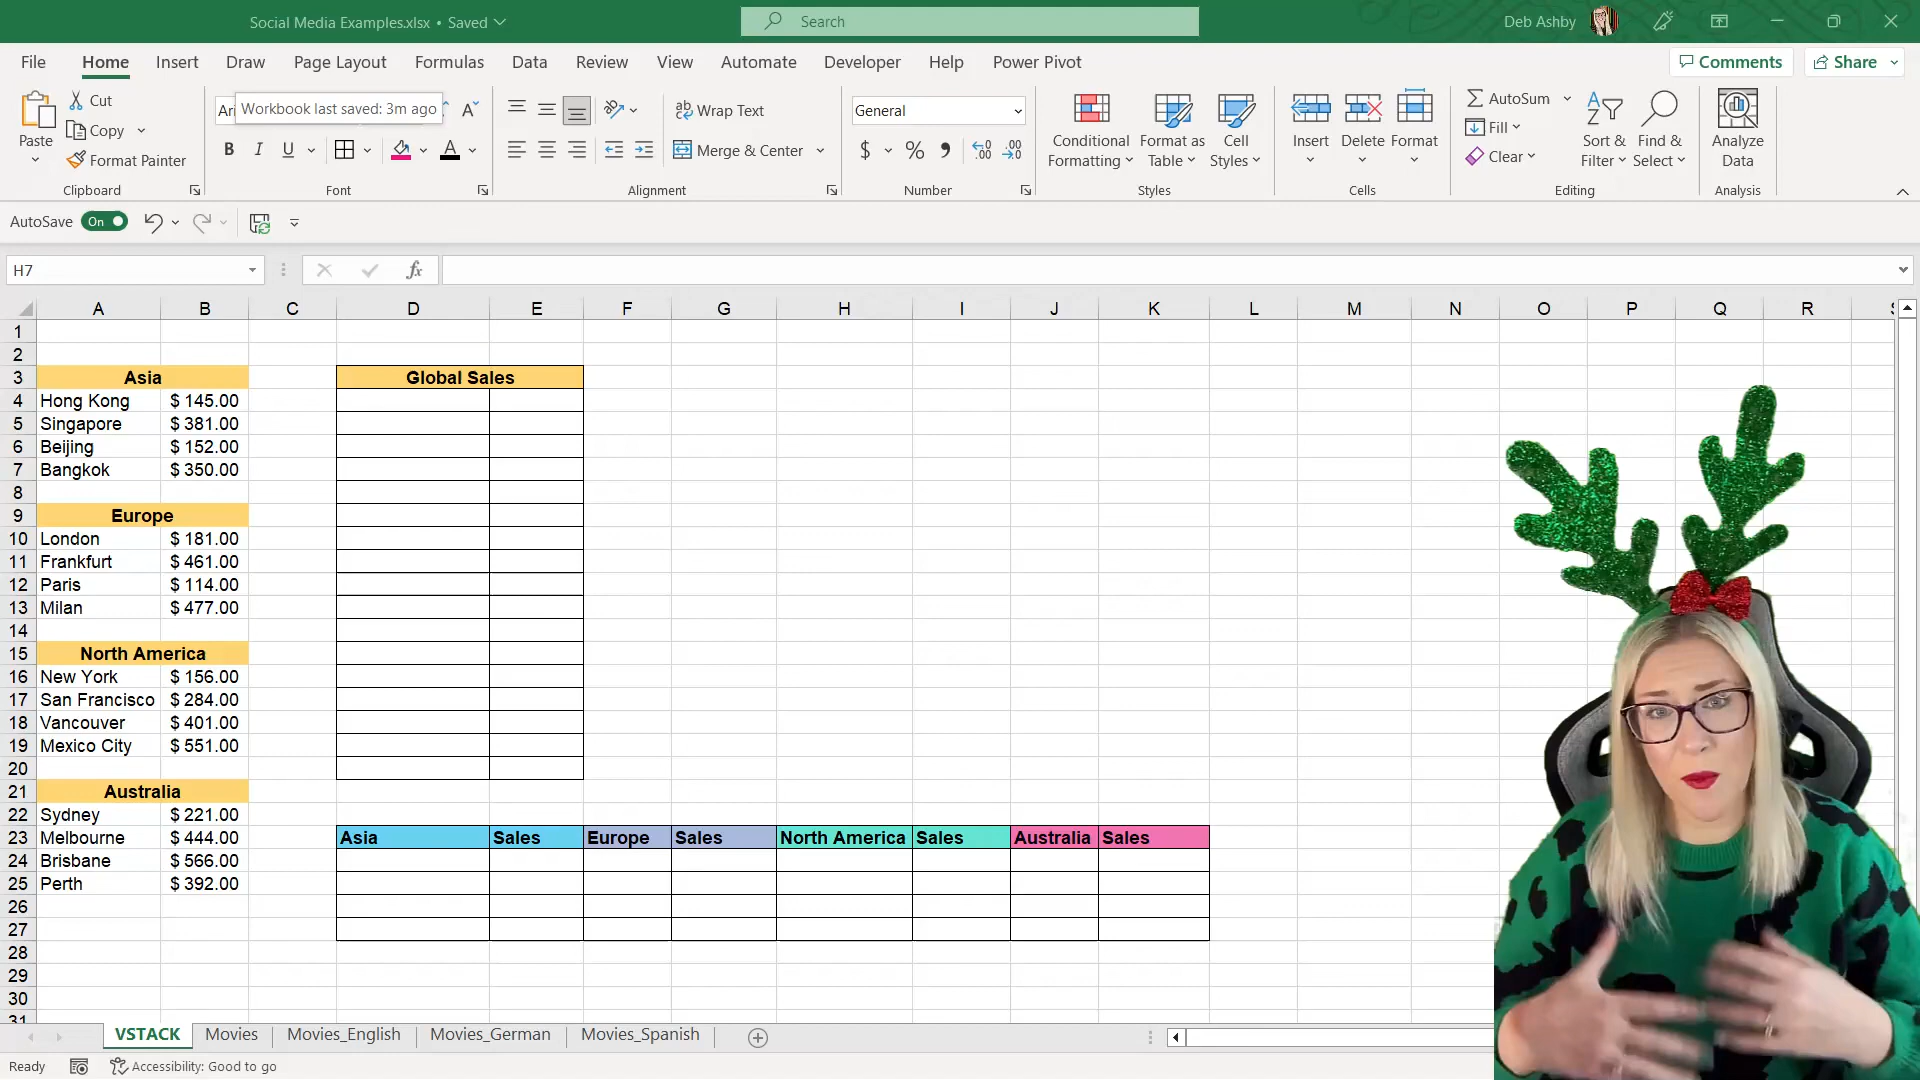 Social Media Examples.xlsx • Saved
Search
Deb Ashby
File Home Insert Draw Page Layout Formulas Data Review View Automate Developer Help Power Pivot
Comments Share
Paste
Cut
Copy
Format Painter
Clipboard
Ari
Workbook last saved: 3m ago
A
B I U A
Font
Wrap Text
Merge & Center
Alignment
General
$ % 9
Number
Conditional Formatting
Format as Table
Cell Styles
Styles
Insert Delete Format
Cells
AutoSum
Fill
Clear
Sort & Filter
Find & Select
Editing
Analyze Data
Analysis
AutoSave On
H7
fx
A B C D E F G H I J K L M N O P Q R
1
2
3 Asia Global Sales
4 Hong Kong $ 145.00
5 Singapore $ 381.00
6 Beijing $ 152.00
7 Bangkok $ 350.00
8
9 Europe
10 London $ 181.00
11 Frankfurt $ 461.00
12 Paris $ 114.00
13 Milan $ 477.00
14
15 North America
16 New York $ 156.00
17 San Francisco $ 284.00
18 Vancouver $ 401.00
19 Mexico City $ 551.00
20
21 Australia
22 Sydney $ 221.00
23 Melbourne $ 444.00 Asia Sales Europe Sales North America Sales Australia Sales
24 Brisbane $ 566.00
25 Perth $ 392.00
26
27
28
29
30
31
VSTACK Movies Movies_English Movies_German Movies_Spanish
Ready Accessibility: Good to go